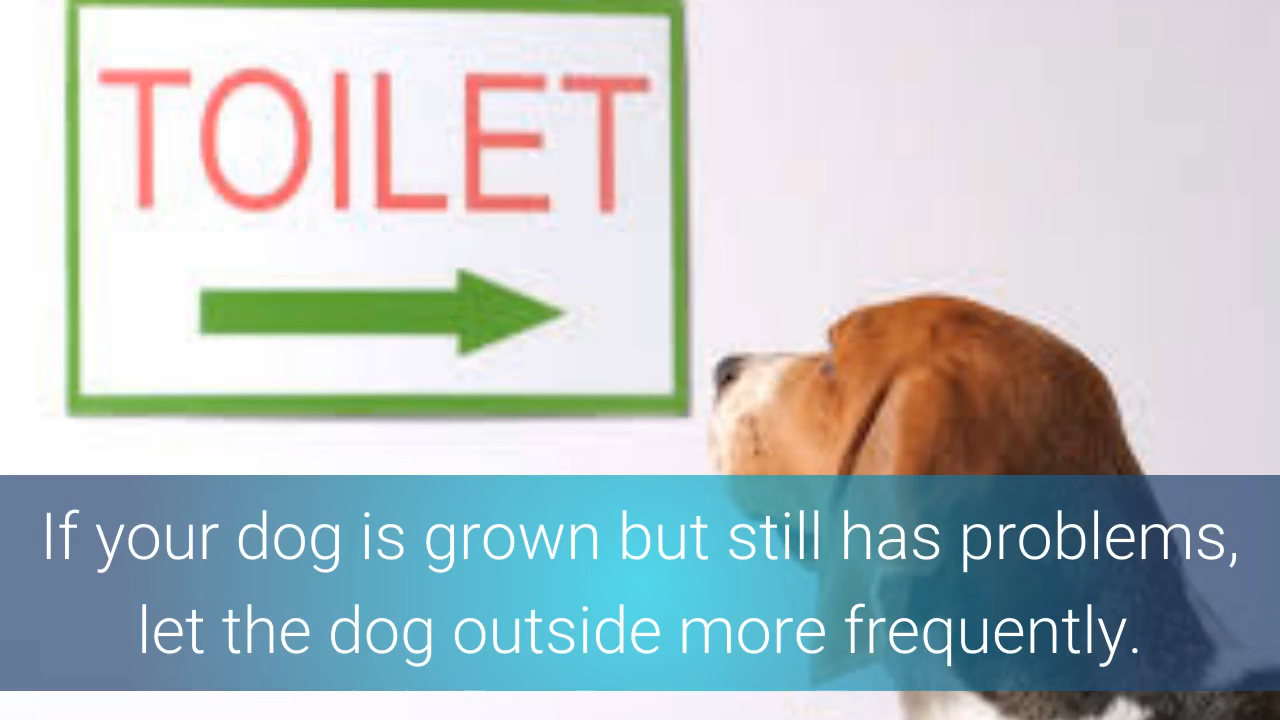 TOILET
If your dog is grown but still has problems,
let the dog outside more frequently.